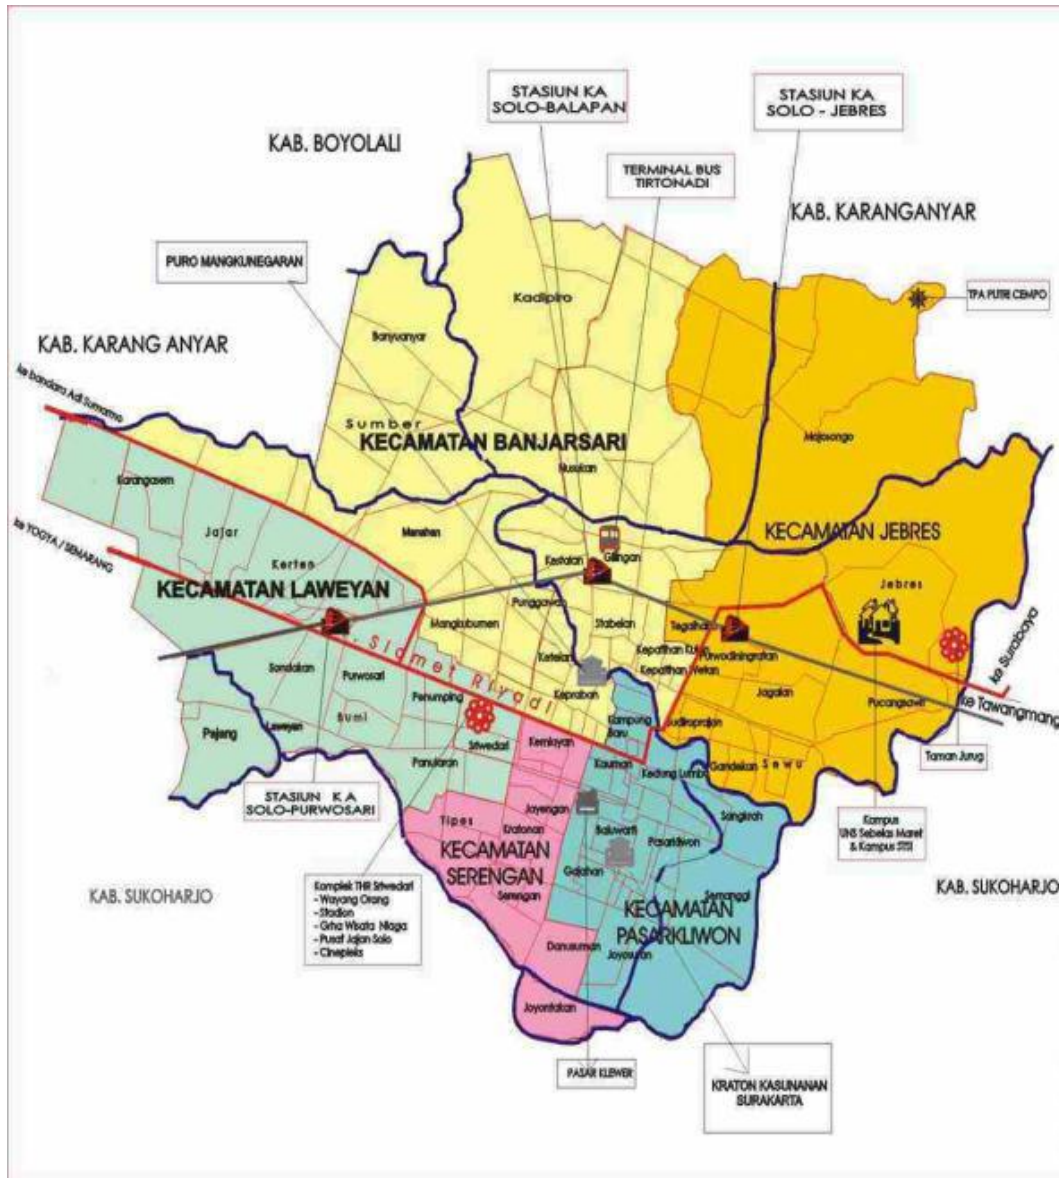 STASIUN KA
SOLO-BALAPAN
STASIUN KA
SOLO - JEBRES
KAB. BOYOLALI
TERMINAL BUS
TIRTONADI
KAB. KARANGANYAR
PURO MANGKUNEGARAN
Kadipiro
TPA PUTRI CEMPO
Banyuanyar
KAB. KARANG ANYAR
ke bandara Adi Sumarmo
Sumber
KECAMATAN BANJARSARI
Mojosongo
Nusukan
Karangasem
KECAMATAN JEBRES
ke YOGYA / SEMARANG
Jajar
Manahan
Gilingan
Kestalan
Kerten
Jebres
KECAMATAN LAWEYAN
Punggawan
Stabelan
Mangkubumen
Tegalharjo
Slamet Riyadi
Kepatihan Kulon
Purwodiningratan
Ketelan
Kepatihan Wetan
ke Surabaya
Sondakan
Purwosari
Penumping
Keprabon
Jagalan
Pucangsawit
ke Tawangmang
Kampung
Baru
Sudiroprajan
Pajang
Laweyan
Bumi
Sriwedari
Kemlayan
Kauman
Kedung Lumbu
Gandekan
Sewu
Taman Jurug
Panularan
STASIUN K A
SOLO-PURWOSARI
Jayengan
Tipes
Kratonan
Baluwarti
Pasarkliwon
Sangkrah
Kampus
UNS Sebelas Maret
& Kampus STSI
KECAMATAN
SERENGAN
Gajahan
KAB. SUKOHARJO
Komplek THR Sriwedari
- Wayang Orang
- Stadion
- Grha Wisata Niaga
- Pusat Jajan Solo
- Cinepleks
Serengan
Semanggi
KAB. SUKOHARJO
KECAMATAN
PASARKLIWON
Danusuman
Joyosuran
Joyontakan
PASAR KLEWER
KRATON KASUNANAN
SURAKARTA